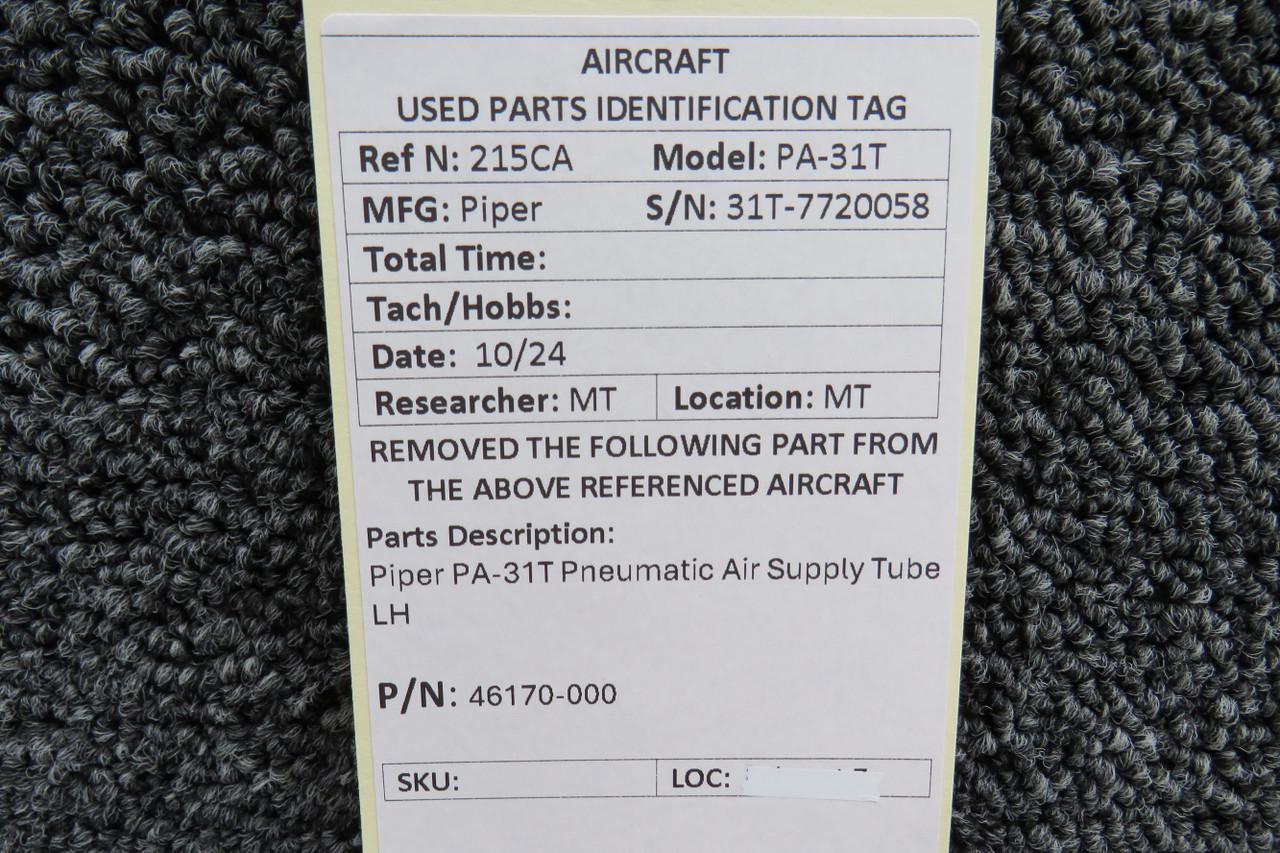 AIRCRAFT
USED PARTS IDENTIFICATION TAG
Ref N: 215CA Model: PA-31T
MFG: Piper S/N: 31T-7720058
Total Time:
Tach/Hobbs:
Date: 10/24
Researcher: MT Location: MT
REMOVED THE FOLLOWING PART FROM
THE ABOVE REFERENCED AIRCRAFT
Parts Description:
Piper PA-31T Pneumatic Air Supply Tube
LH
P/N: 46170-000
SKU: LOC: